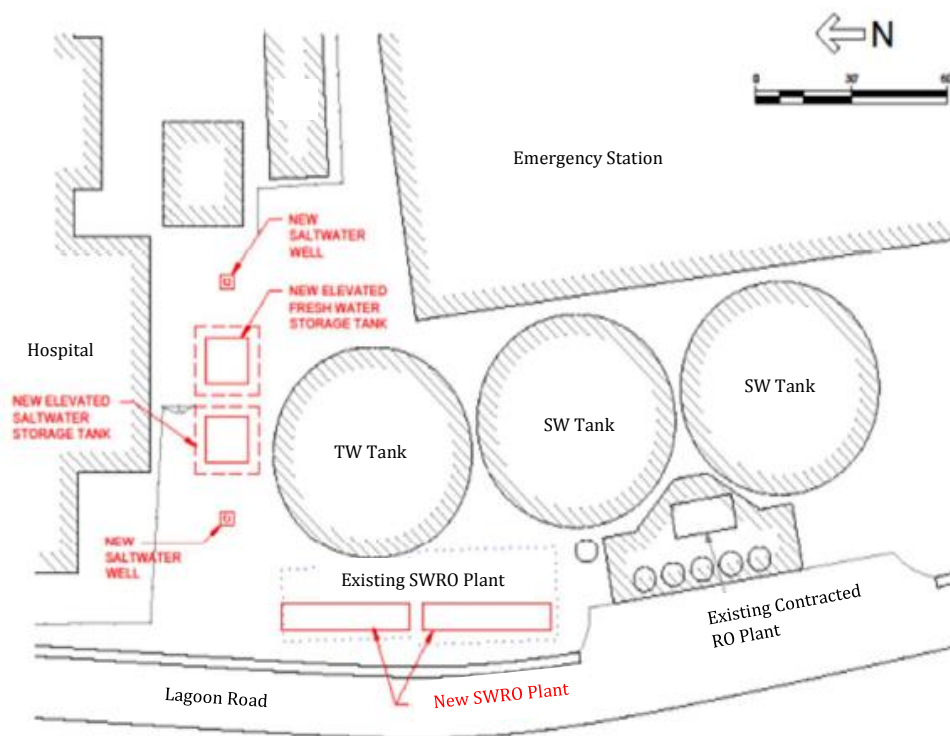 N
0
30'
60
Emergency Station
NEW
SALTWATER
WELL
NEW ELEVATED
FRESH WATER
STORAGE TANK
Hospital
SW Tank
NEW ELEVATED
SALTWATER
STORAGE TANK
SW Tank
TW Tank
NEW
SALTWATER
WELL
Existing SWRO Plant
Existing Contracted
RO Plant
New SWRO Plant
Lagoon Road